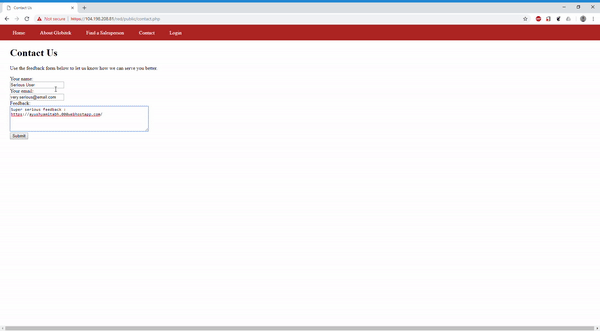 Contact Us
Not secure | https://104.198.208.81/red/public/contact.php
Home About Globitek Find a Salesperson Contact Login
Contact Us
Use the feedback form below to let us know how we can serve you better.
Your name:
Serious User
Your email:
very.serious@email.com
Feedback:
Super serious feedback :
https://ayushyamitabh.000webhostapp.com/
Submit